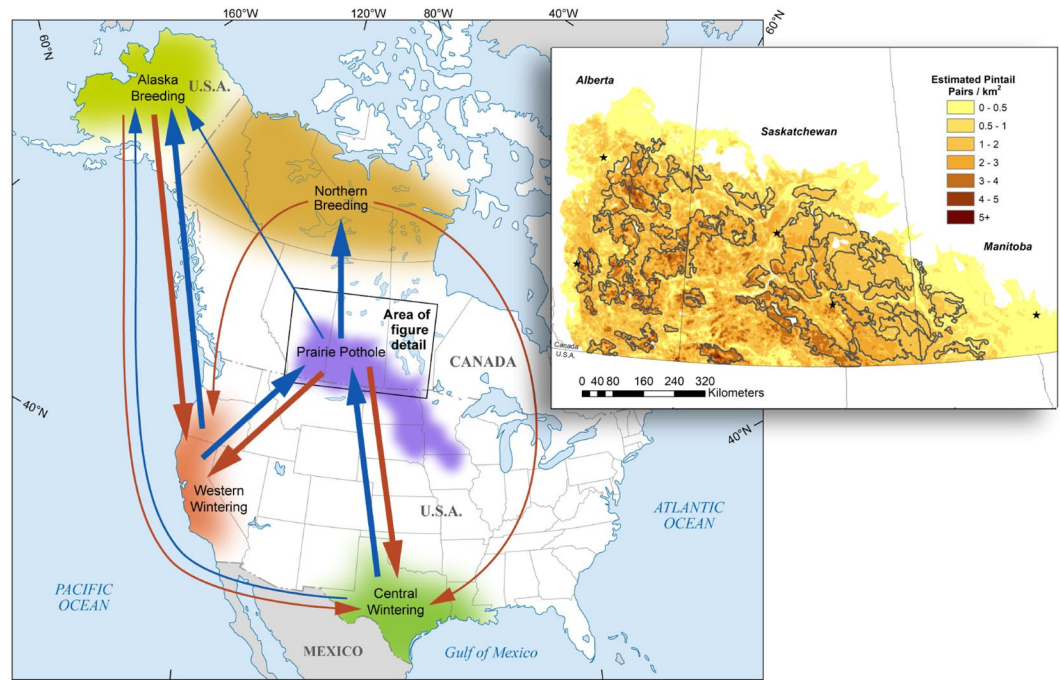 160°W
120°W
80°W
40°W
60°N
60°N
Alaska
Breeding
U.S.A.
Northern
Breeding
Area of
figure
detail
Prairie Pothole
CANADA
40°N
40°N
Western
Wintering
U.S.A.
ATLANTIC
OCEAN
PACIFIC
OCEAN
Central
Wintering
MEXICO
Gulf of Mexico
Alberta
Saskatchewan
Manitoba
Estimated Pintail
Pairs / km2
0 - 0.5
0.5 - 1
1 - 2
2 - 3
3 - 4
4 - 5
5+
Canada
U.S.A.
0 40 80 160 240 320
Kilometers